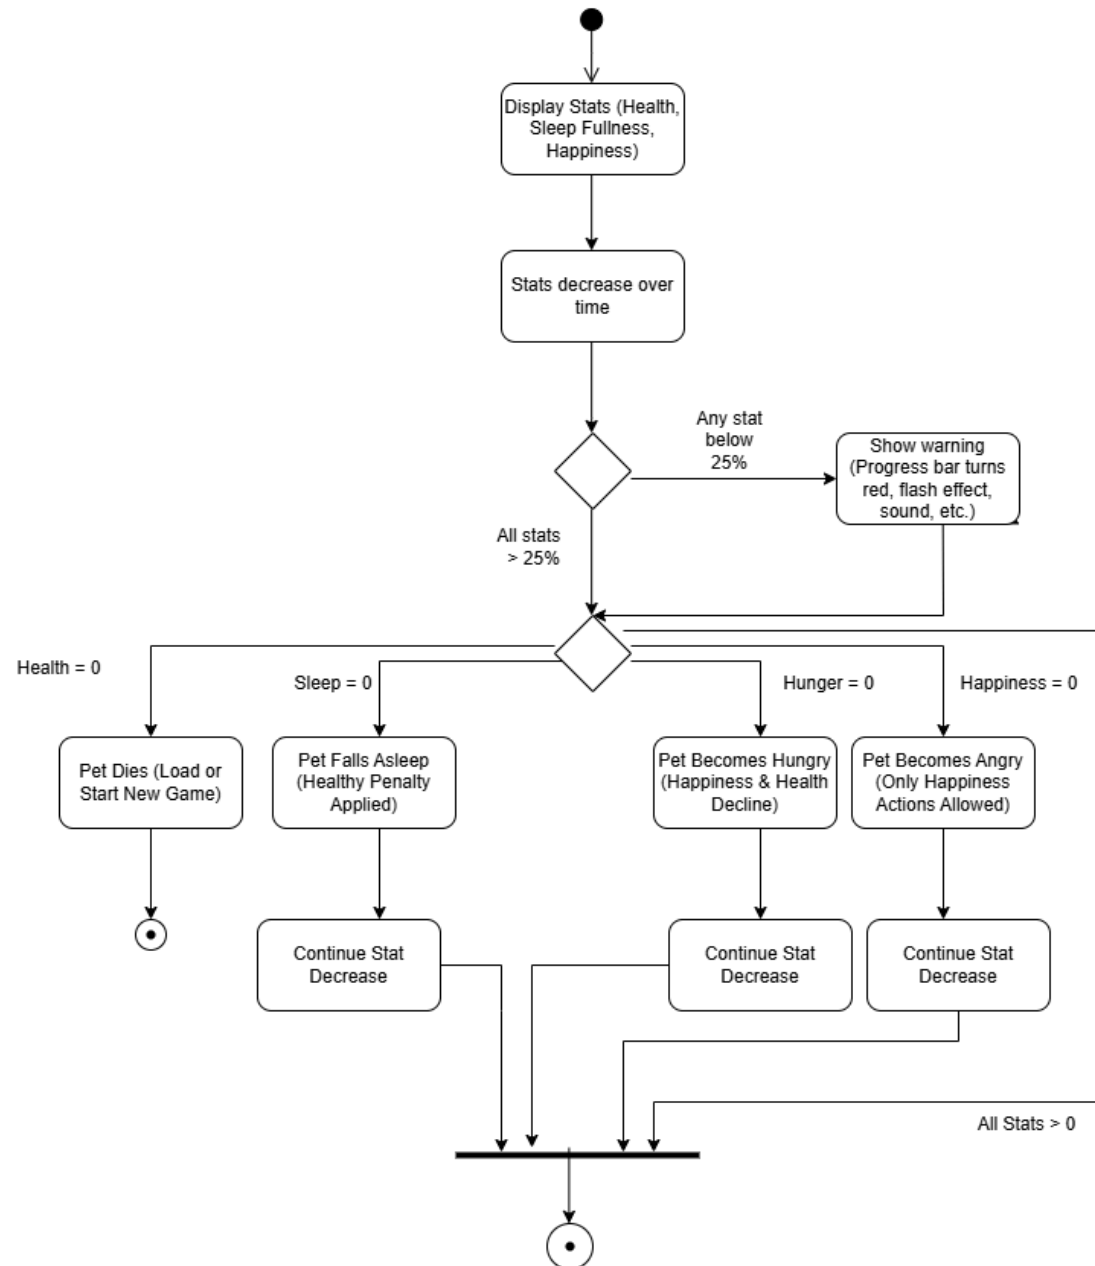 Display Stats (Health,
Sleep Fullness,
Happiness)
Stats decrease over
time
Any stat
below
25%
Show warning
(Progress bar turns
red, flash effect,
sound, etc.)
All stats
> 25%
Health = 0
Sleep = 0
Hunger = 0
Happiness = 0
Pet Dies (Load or
Start New Game)
Pet Falls Asleep
(Healthy Penalty
Applied)
Pet Becomes Hungry
(Happiness & Health
Decline)
Pet Becomes Angry
(Only Happiness
Actions Allowed)
Continue Stat
Decrease
Continue Stat
Decrease
Continue Stat
Decrease
All Stats > 0